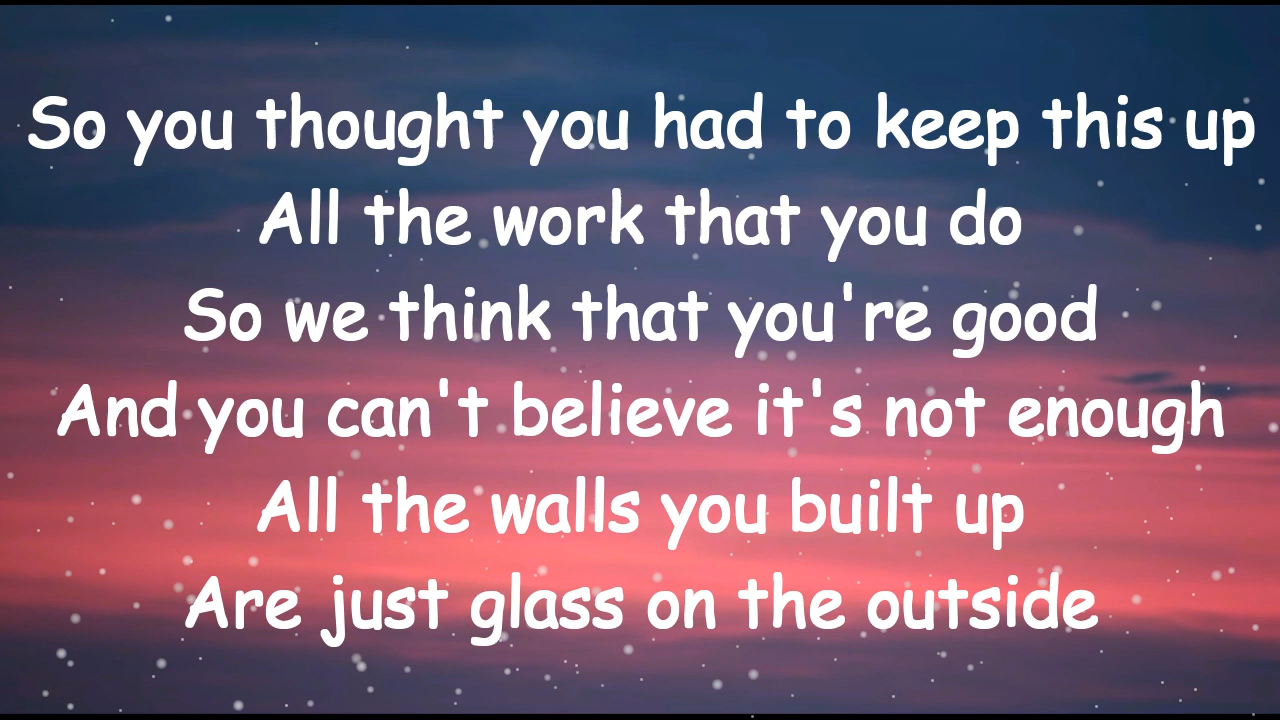 So you thought you had to keep this up
All the work that you do
So we think that you're good
And you can't believe it's not enough
All the walls you built up
Are just glass on the outside